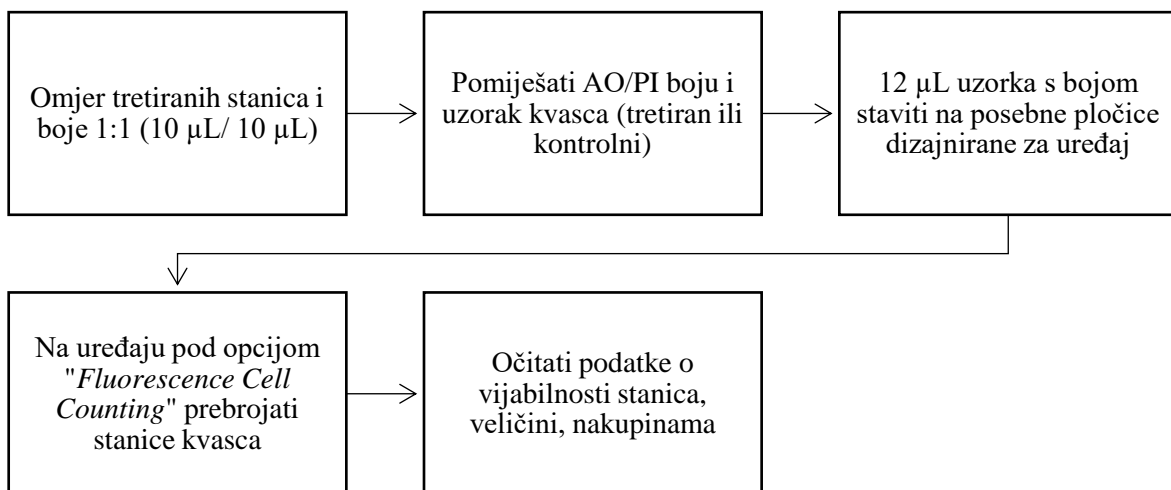 Omjer tretiranih stanica i
boje 1:1 (10 µL/ 10 µL)
Pomiješati AO/PI boju i
uzorak kvasca (tretiran ili
kontrolni)
12 µL uzorka s bojom
staviti na posebne pločice
dizajnirane za uređaj
Na uređaju pod opcijom
"Fluorescence Cell
Counting" prebrojati
stanice kvasca
Očitati podatke o
vijabilnosti stanica,
veličini, nakupinama